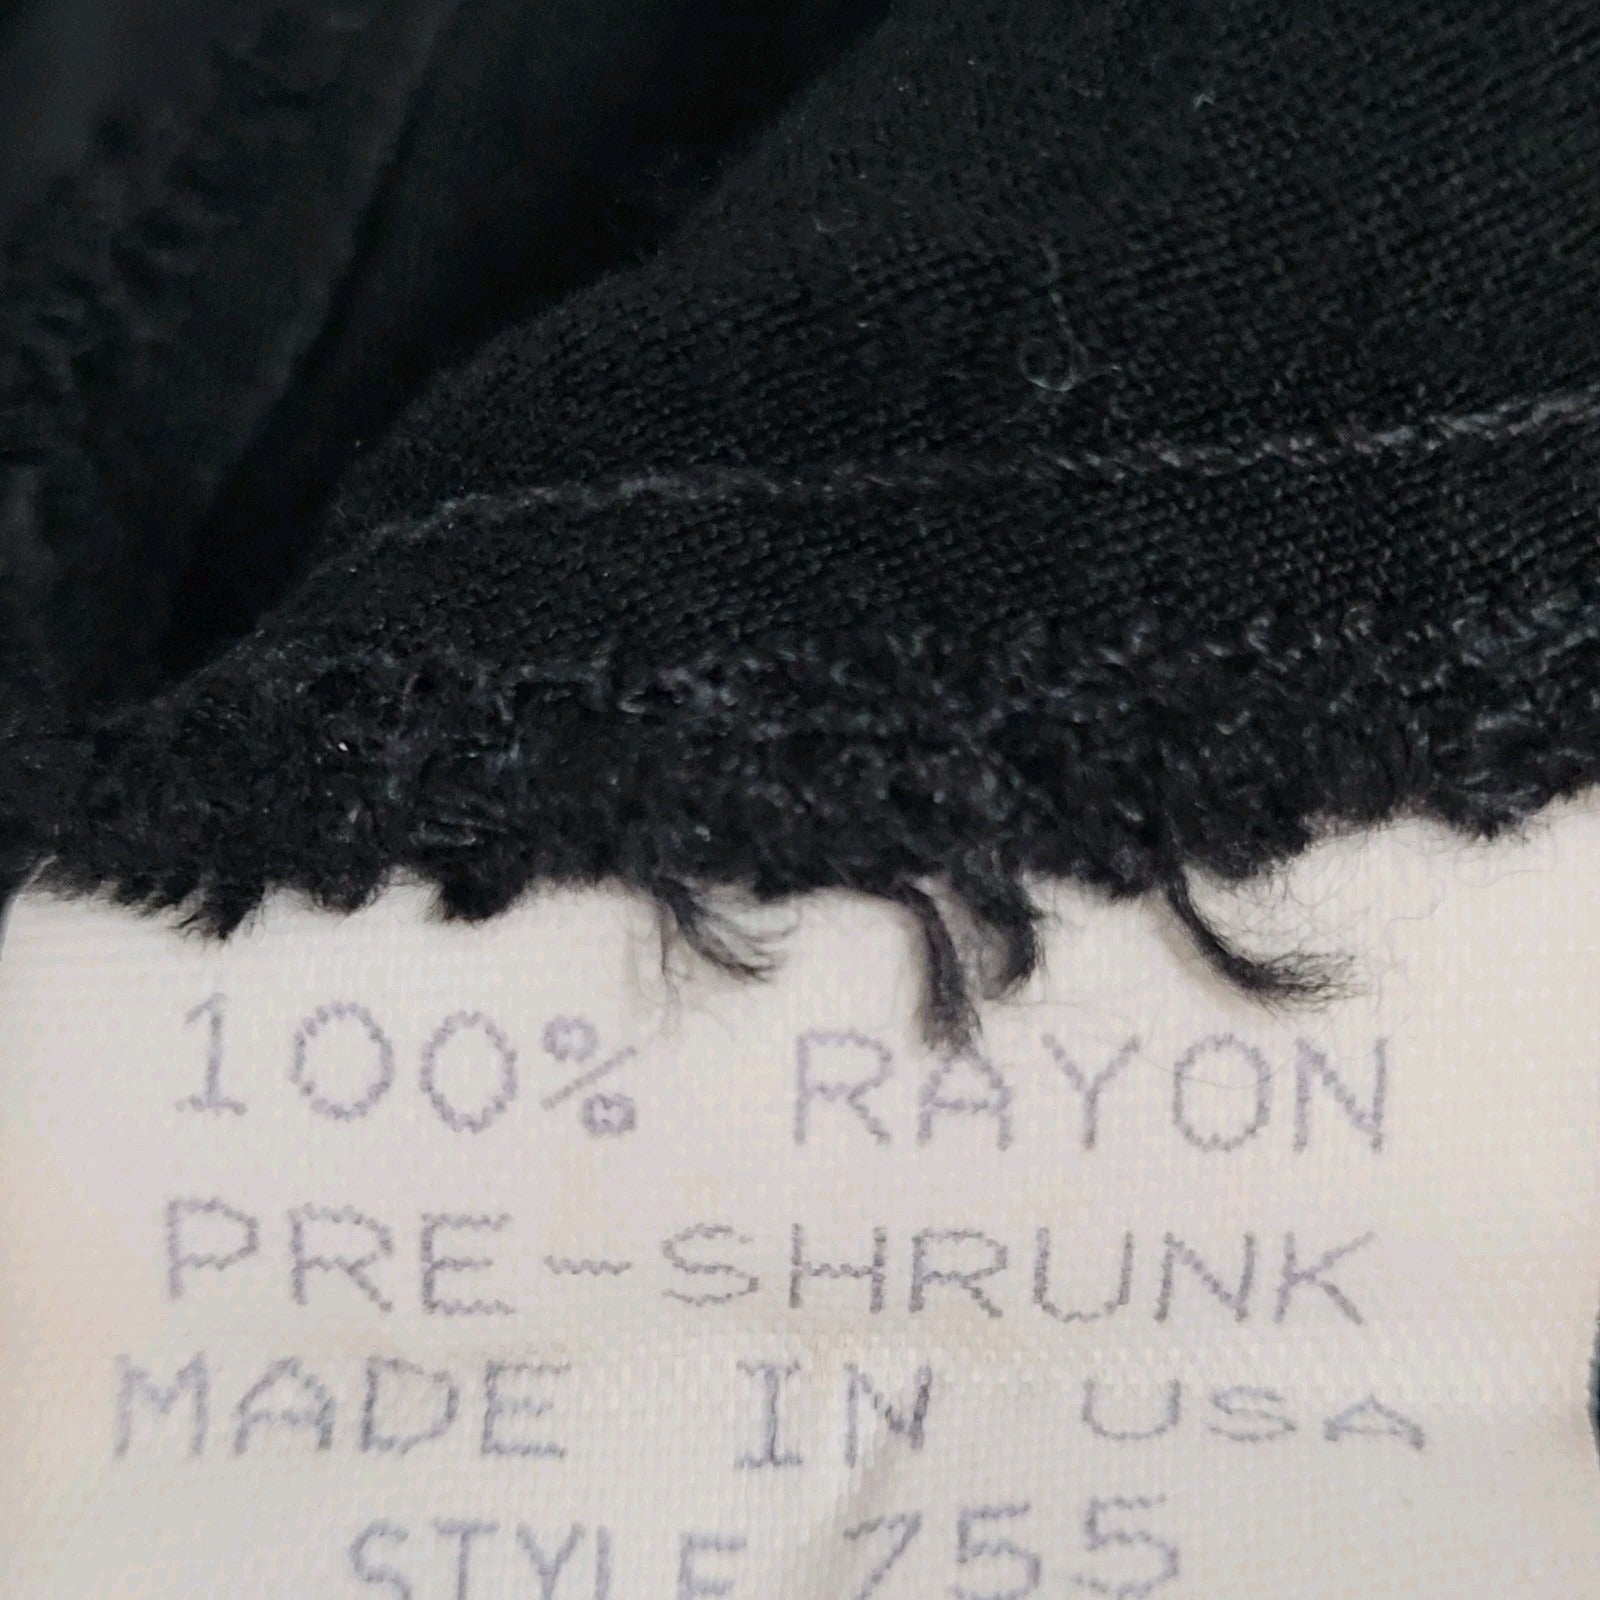 100% RAYON
PRE-SHRUNK
MADE IN USA
STYLE 755